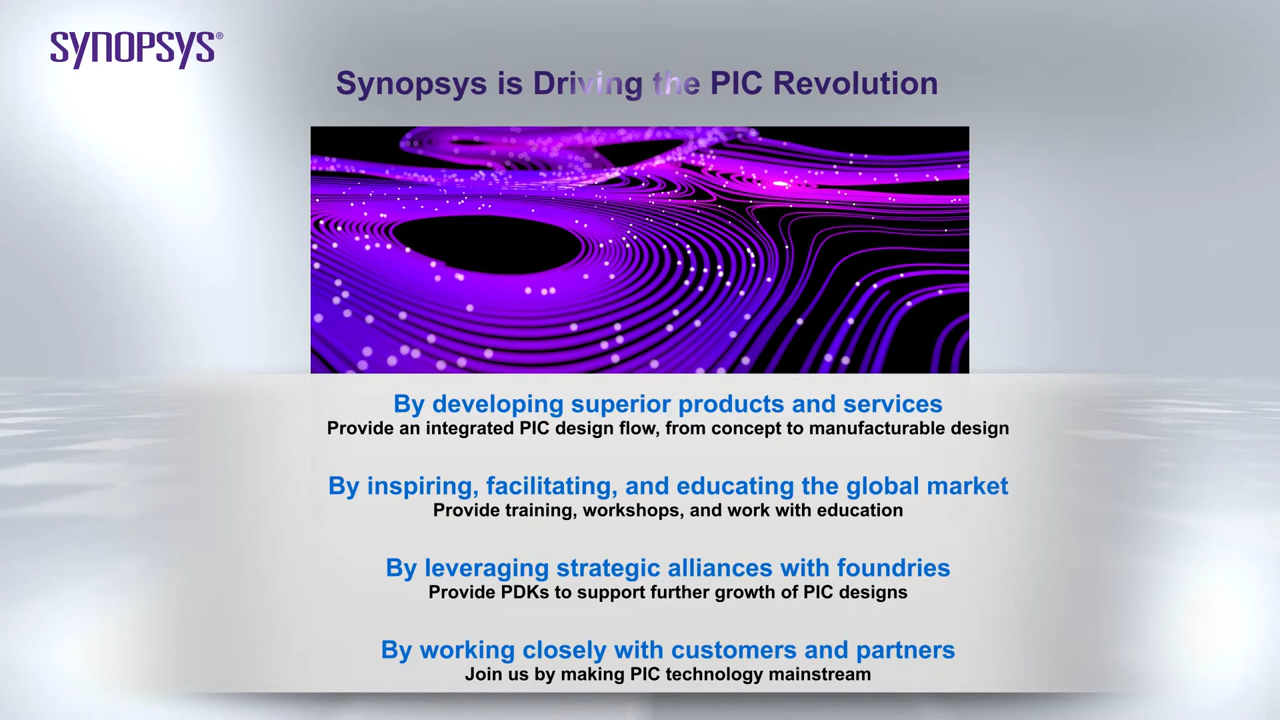 SYNOPSYS®
Synopsys is Driving the PIC Revolution
By developing superior products and services
Provide an integrated PIC design flow, from concept to manufacturable design
By inspiring, facilitating, and educating the global market
Provide training, workshops, and work with education
By leveraging strategic alliances with foundries
Provide PDKs to support further growth of PIC designs
By working closely with customers and partners
Join us by making PIC technology mainstream